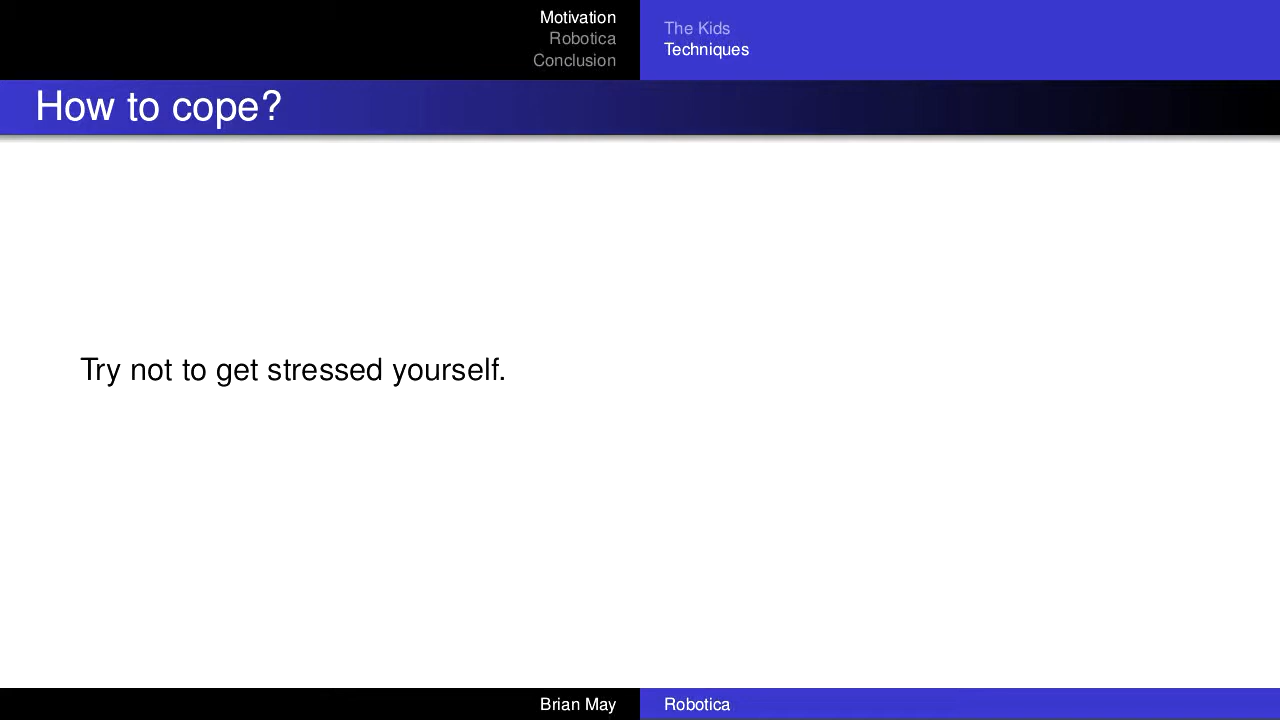 Motivation
Robotica
Conclusion
The Kids
Techniques
How to cope?
Try not to get stressed yourself.
Brian May
Robotica